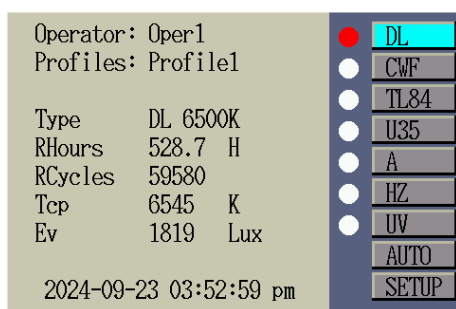 Operator: Oper1
Profiles: Profile1
Type DL 6500K
RHours 528.7 H
RCycles 59580
Tcp 6545 K
Ev 1819 Lux
2024-09-23 03:52:59 pm
DL
CWF
TL84
U35
A
HZ
UV
AUTO
SETUP